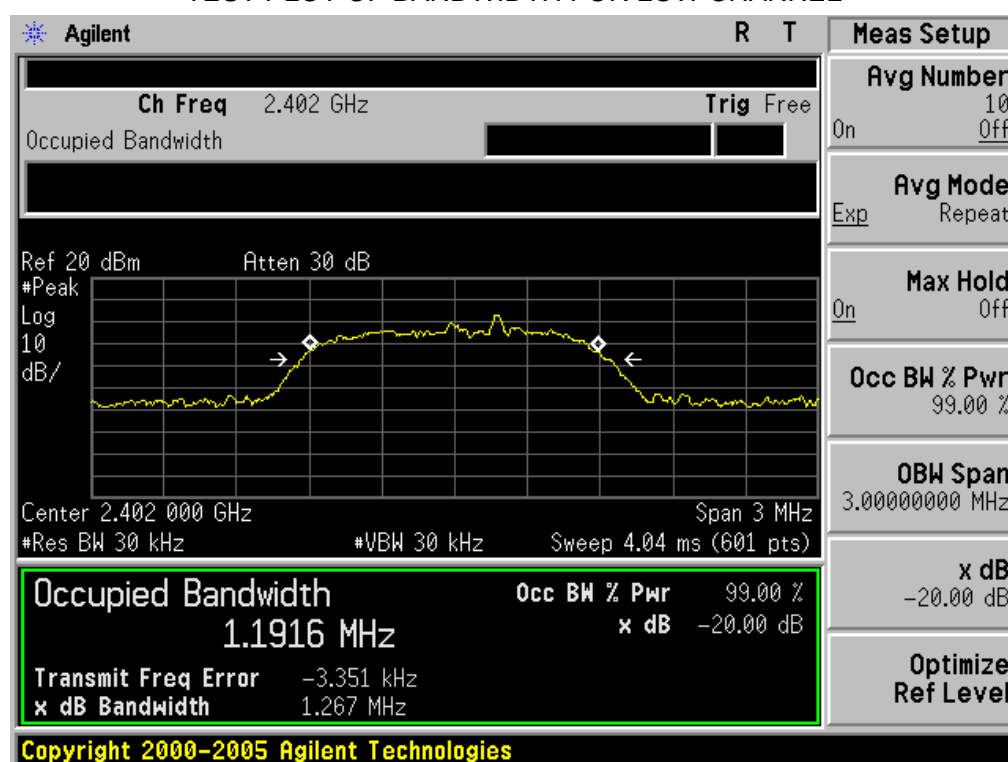 Agilent R T
Ch Freq 2.402 GHz Trig Free
Occupied Bandwidth
Ref 20 dBm Atten 30 dB
#Peak
Log
10
dB/
Center 2.402 000 GHz Span 3 MHz
#Res BW 30 kHz #VBW 30 kHz Sweep 4.04 ms (601 pts)
Occupied Bandwidth Occ BW % Pwr 99.00 %
1.1916 MHz x dB -20.00 dB
Transmit Freq Error -3.351 kHz
x dB Bandwidth 1.267 MHz
Copyright 2000-2005 Agilent Technologies
Meas Setup
Avg Number
10
On Off
Avg Mode
Exp Repeat
Max Hold
On Off
Occ BW % Pwr
99.00 %
OBW Span
3.00000000 MHz
x dB
-20.00 dB
Optimize
Ref Level